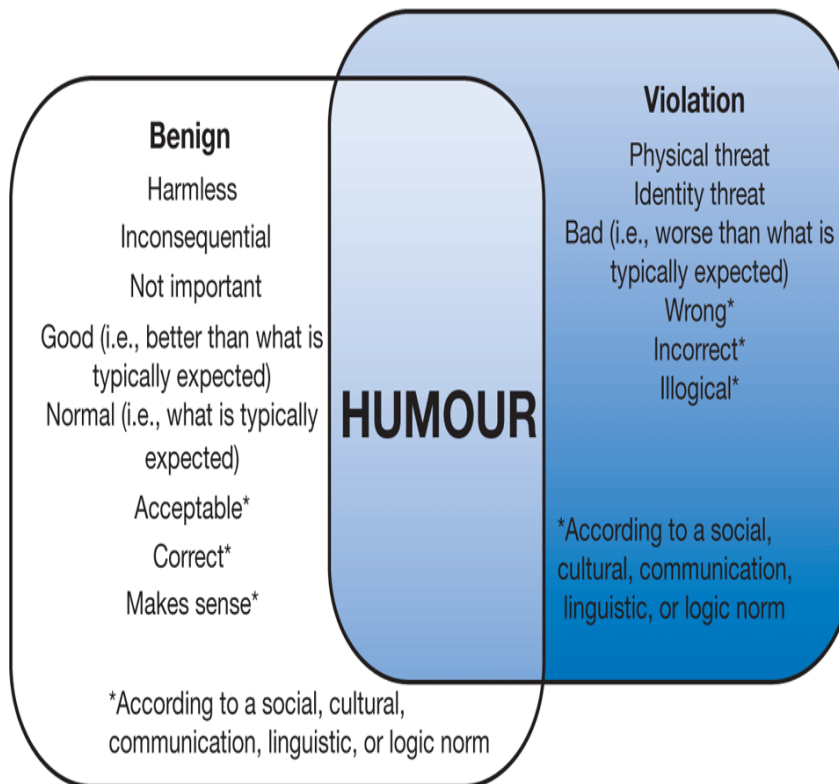 Benign
Harmless
Inconsequential
Not important
Good (i.e., better than what is
typically expected)
Normal (i.e., what is typically
expected)
Acceptable*
Correct*
Makes sense*
*According to a social, cultural,
communication, linguistic, or logic norm
HUMOUR
Violation
Physical threat
Identity threat
Bad (i.e., worse than what is
typically expected)
Wrong*
Incorrect*
Illogical*
*According to a social,
cultural, communication,
linguistic, or logic norm